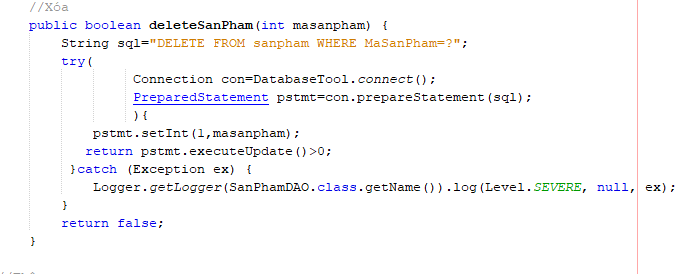 //Xóa
public boolean deleteSanPham(int masanpham) {
String sql="DELETE FROM sanpham WHERE MaSanPham=?";
try(
Connection con=DatabaseTool.connect();
PreparedStatement pstmt=con.prepareStatement(sql);
){
pstmt.setInt(1,masanpham);
return pstmt.executeUpdate()>0;
}catch (Exception ex) {
Logger.getLogger(SanPhamDAO.class.getName()).log(Level.SEVERE, null, ex);
}
return false;
}